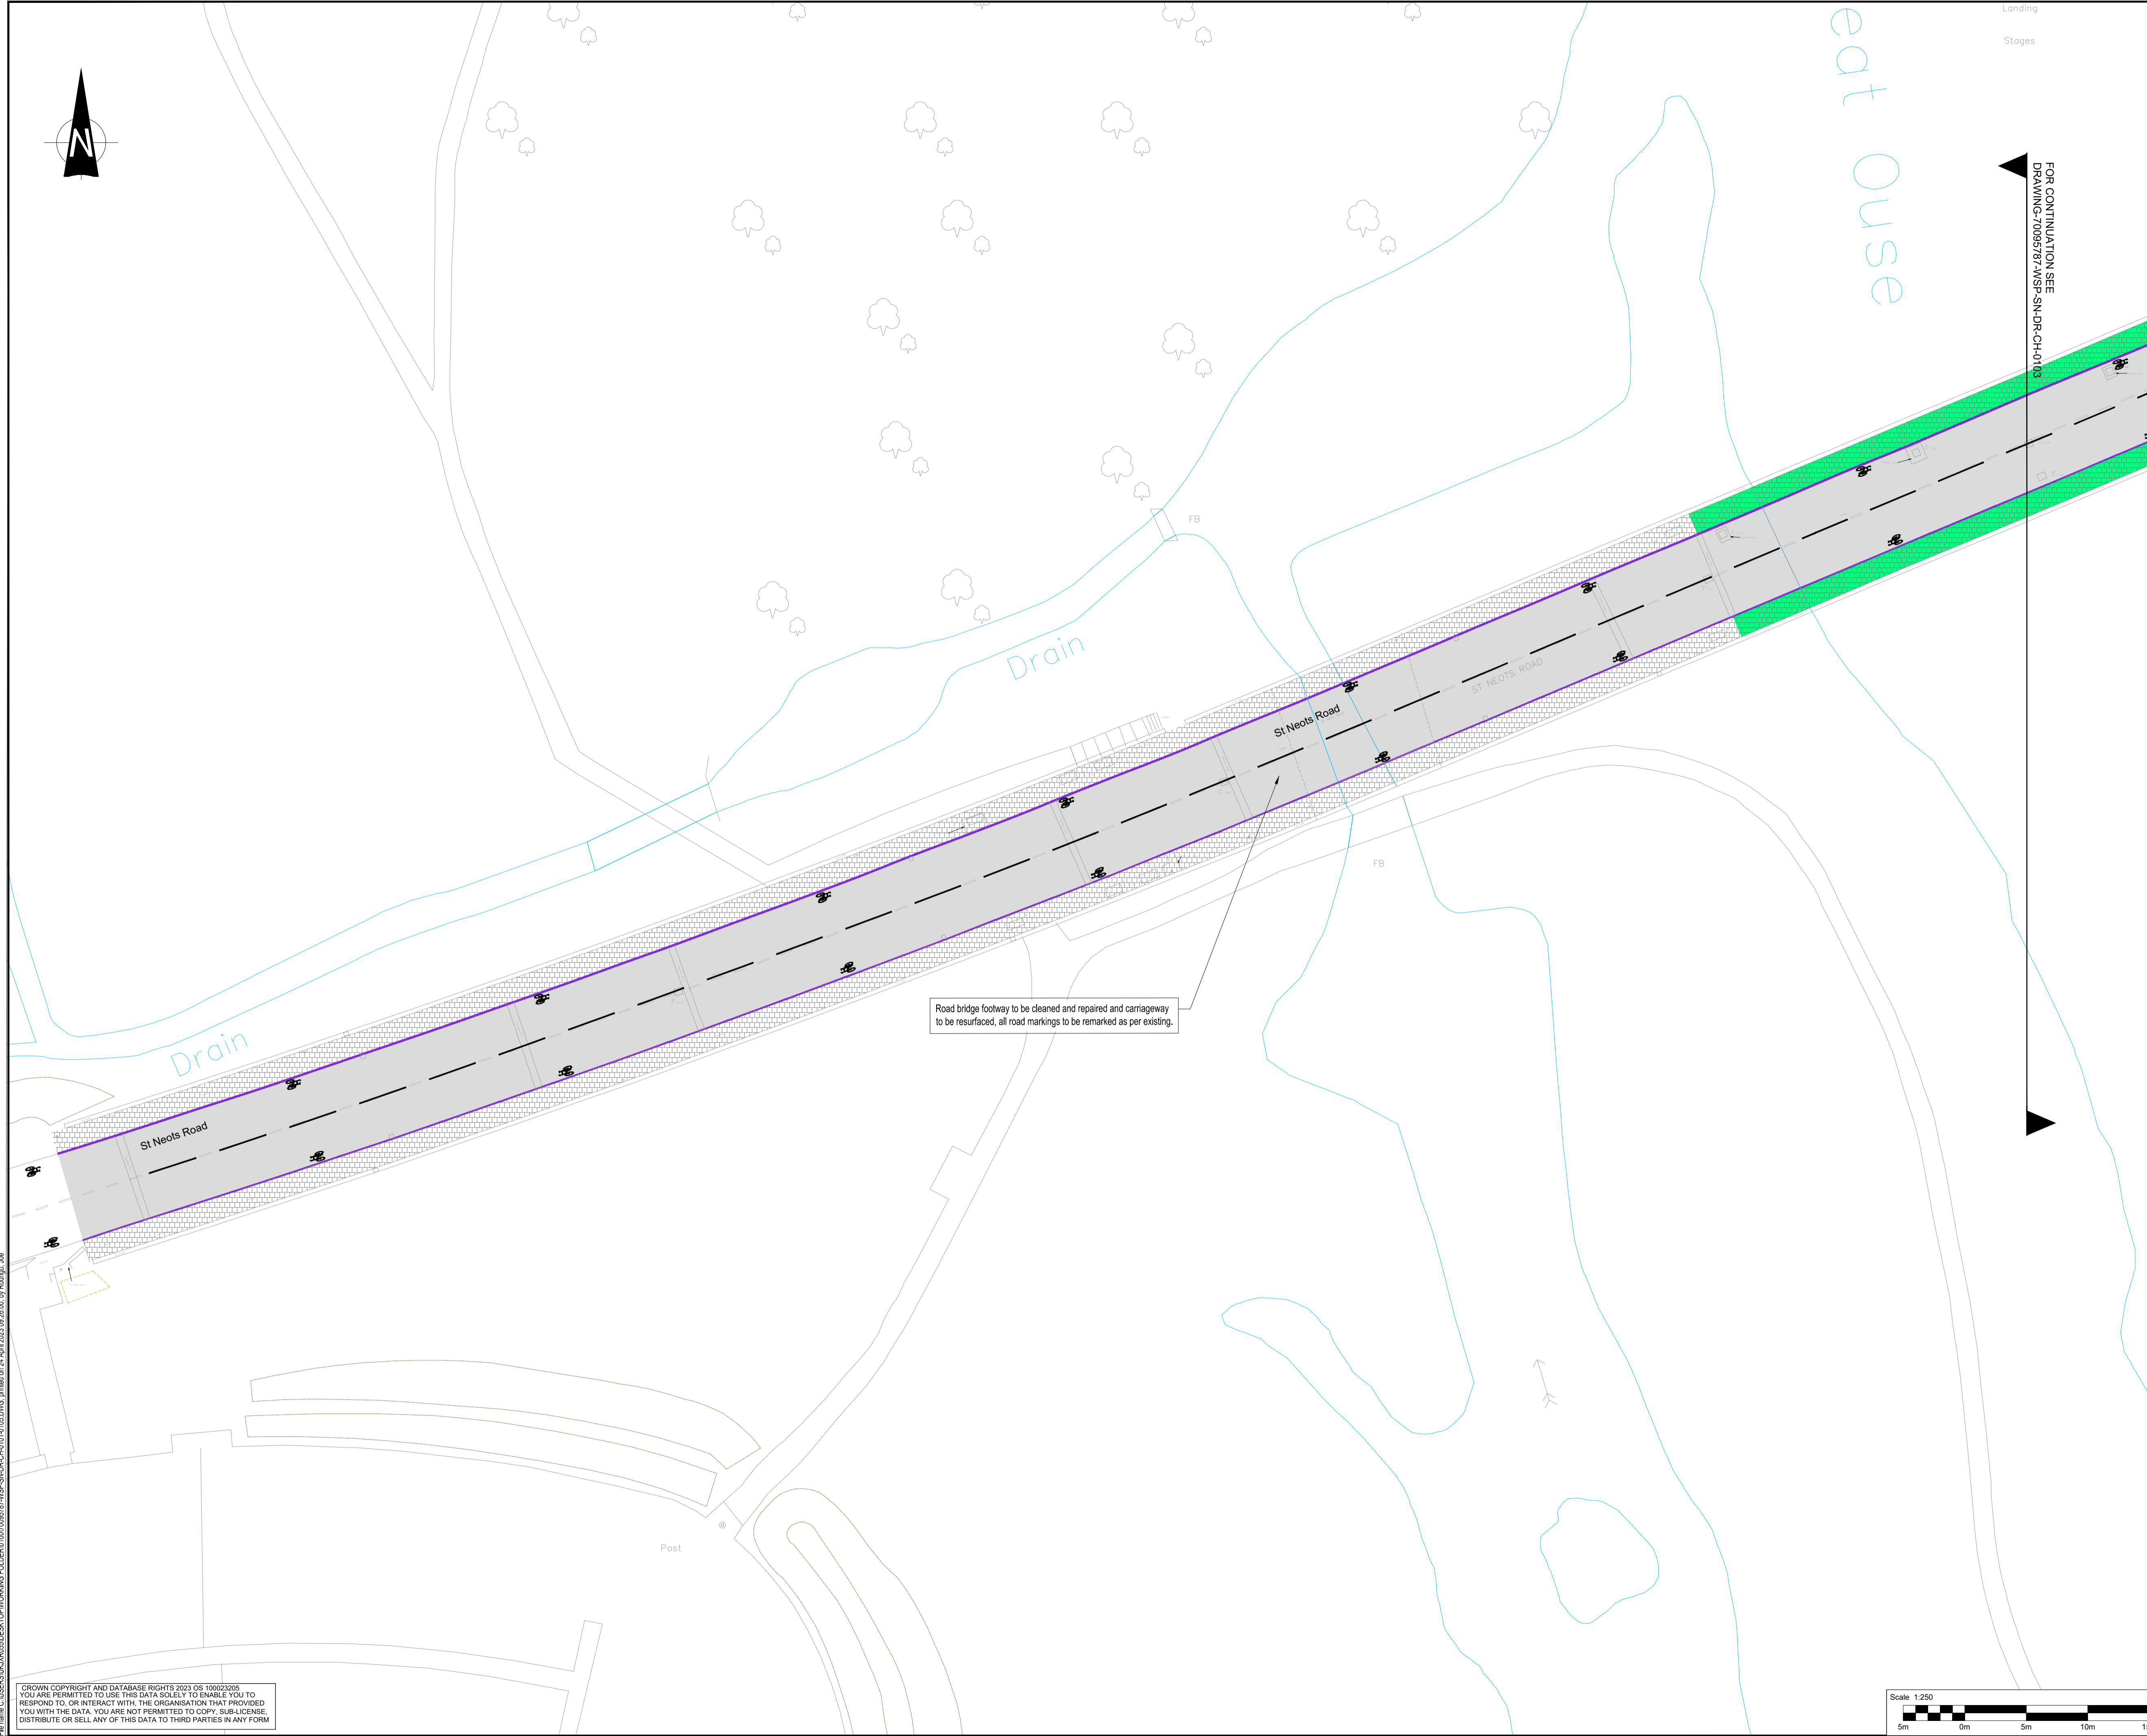 Landing
Stages
eat Ouse
N
FOR CONTINUATION SEE
DRAWING-70095787-WSP-SN-DR-CH-0103
FB
Drain
ST NEOTS ROAD
St Neots Road
FB
Road bridge footway to be cleaned and repaired and carriageway
to be resurfaced, all road markings to be remarked as per existing.
Drain
St Neots Road
Post
CROWN COPYRIGHT AND DATABASE RIGHTS 2023 OS 100023205
YOU ARE PERMITTED TO USE THIS DATA SOLELY TO ENABLE YOU TO
RESPOND TO, OR INTERACT WITH, THE ORGANISATION THAT PROVIDED
YOU WITH THE DATA. YOU ARE NOT PERMITTED TO COPY, SUB-LICENSE,
DISTRIBUTE OR SELL ANY OF THIS DATA TO THIRD PARTIES IN ANY FORM
Scale 1:250
5m 0m 5m 10m